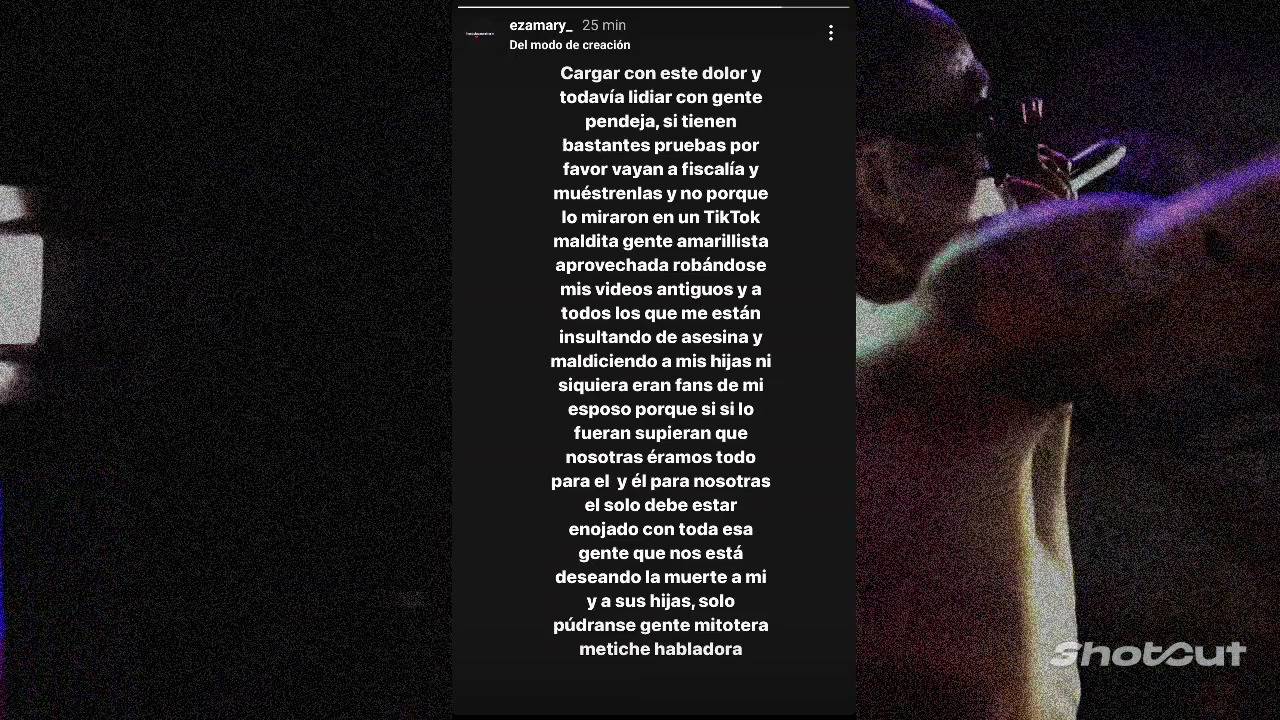 ezamary_ 25 min
Del modo de creación
Cargar con este dolor y
todavía lidiar con gente
pendeja, si tienen
bastantes pruebas por
favor vayan a fiscalía y
muéstrenlas y no porque
lo miraron en un TikTok
maldita gente amarillista
aprovechada robándose
mis videos antiguos y a
todos los que me están
insultando de asesina y
maldiciendo a mis hijas ni
siquiera eran fans de mi
esposo porque si si lo
fueran supieran que
nosotras éramos todo
para el y él para nosotras
el solo debe estar
enojado con toda esa
gente que nos está
deseando la muerte a mi
y a sus hijas, solo
púdranse gente mitotera
metiche habladora
ShotCut